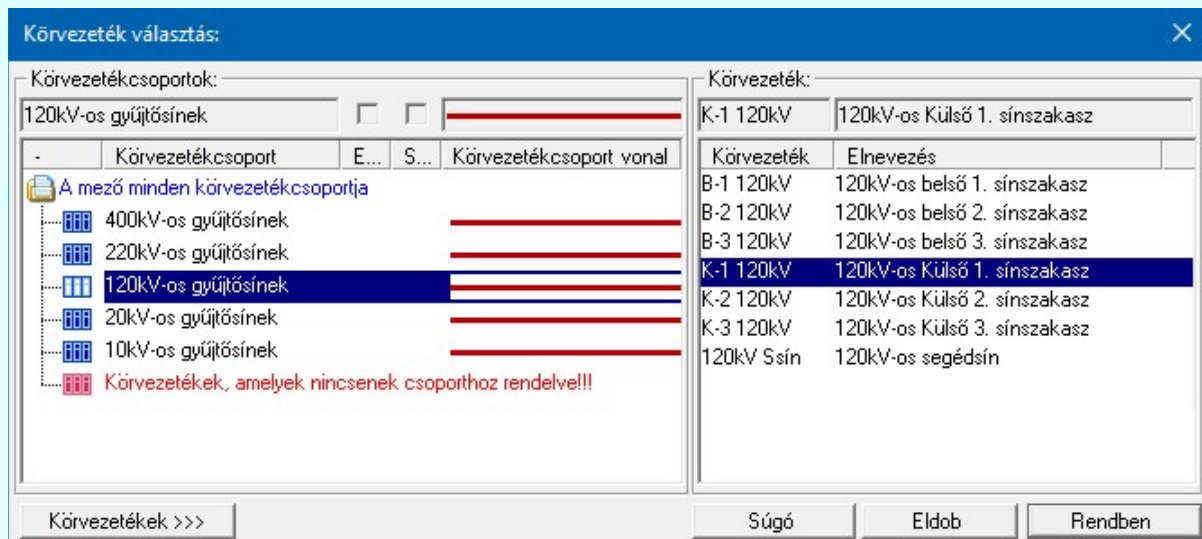 Körvezeték választás:
Körvezetékcsoportok:
120kV-os gyűjtősínek
- Körvezetékcsoport E... S... Körvezetékcsoport vonal
A mező minden körvezetékcsoportja
400kV-os gyűjtősínek
220kV-os gyűjtősínek
120kV-os gyűjtősínek
20kV-os gyűjtősínek
10kV-os gyűjtősínek
Körvezetékek, amelyek nincsenek csoporthoz rendelve!!!
Körvezeték:
K-1 120kV 120kV-os Külső 1. sínszakasz
Körvezeték Elnevezés
B-1 120kV 120kV-os belső 1. sínszakasz
B-2 120kV 120kV-os belső 2. sínszakasz
B-3 120kV 120kV-os belső 3. sínszakasz
K-1 120kV 120kV-os Külső 1. sínszakasz
K-2 120kV 120kV-os Külső 2. sínszakasz
K-3 120kV 120kV-os Külső 3. sínszakasz
120kV Ssín 120kV-os segédsín
Körvezetékek >>> Súgó Eldob Rendben